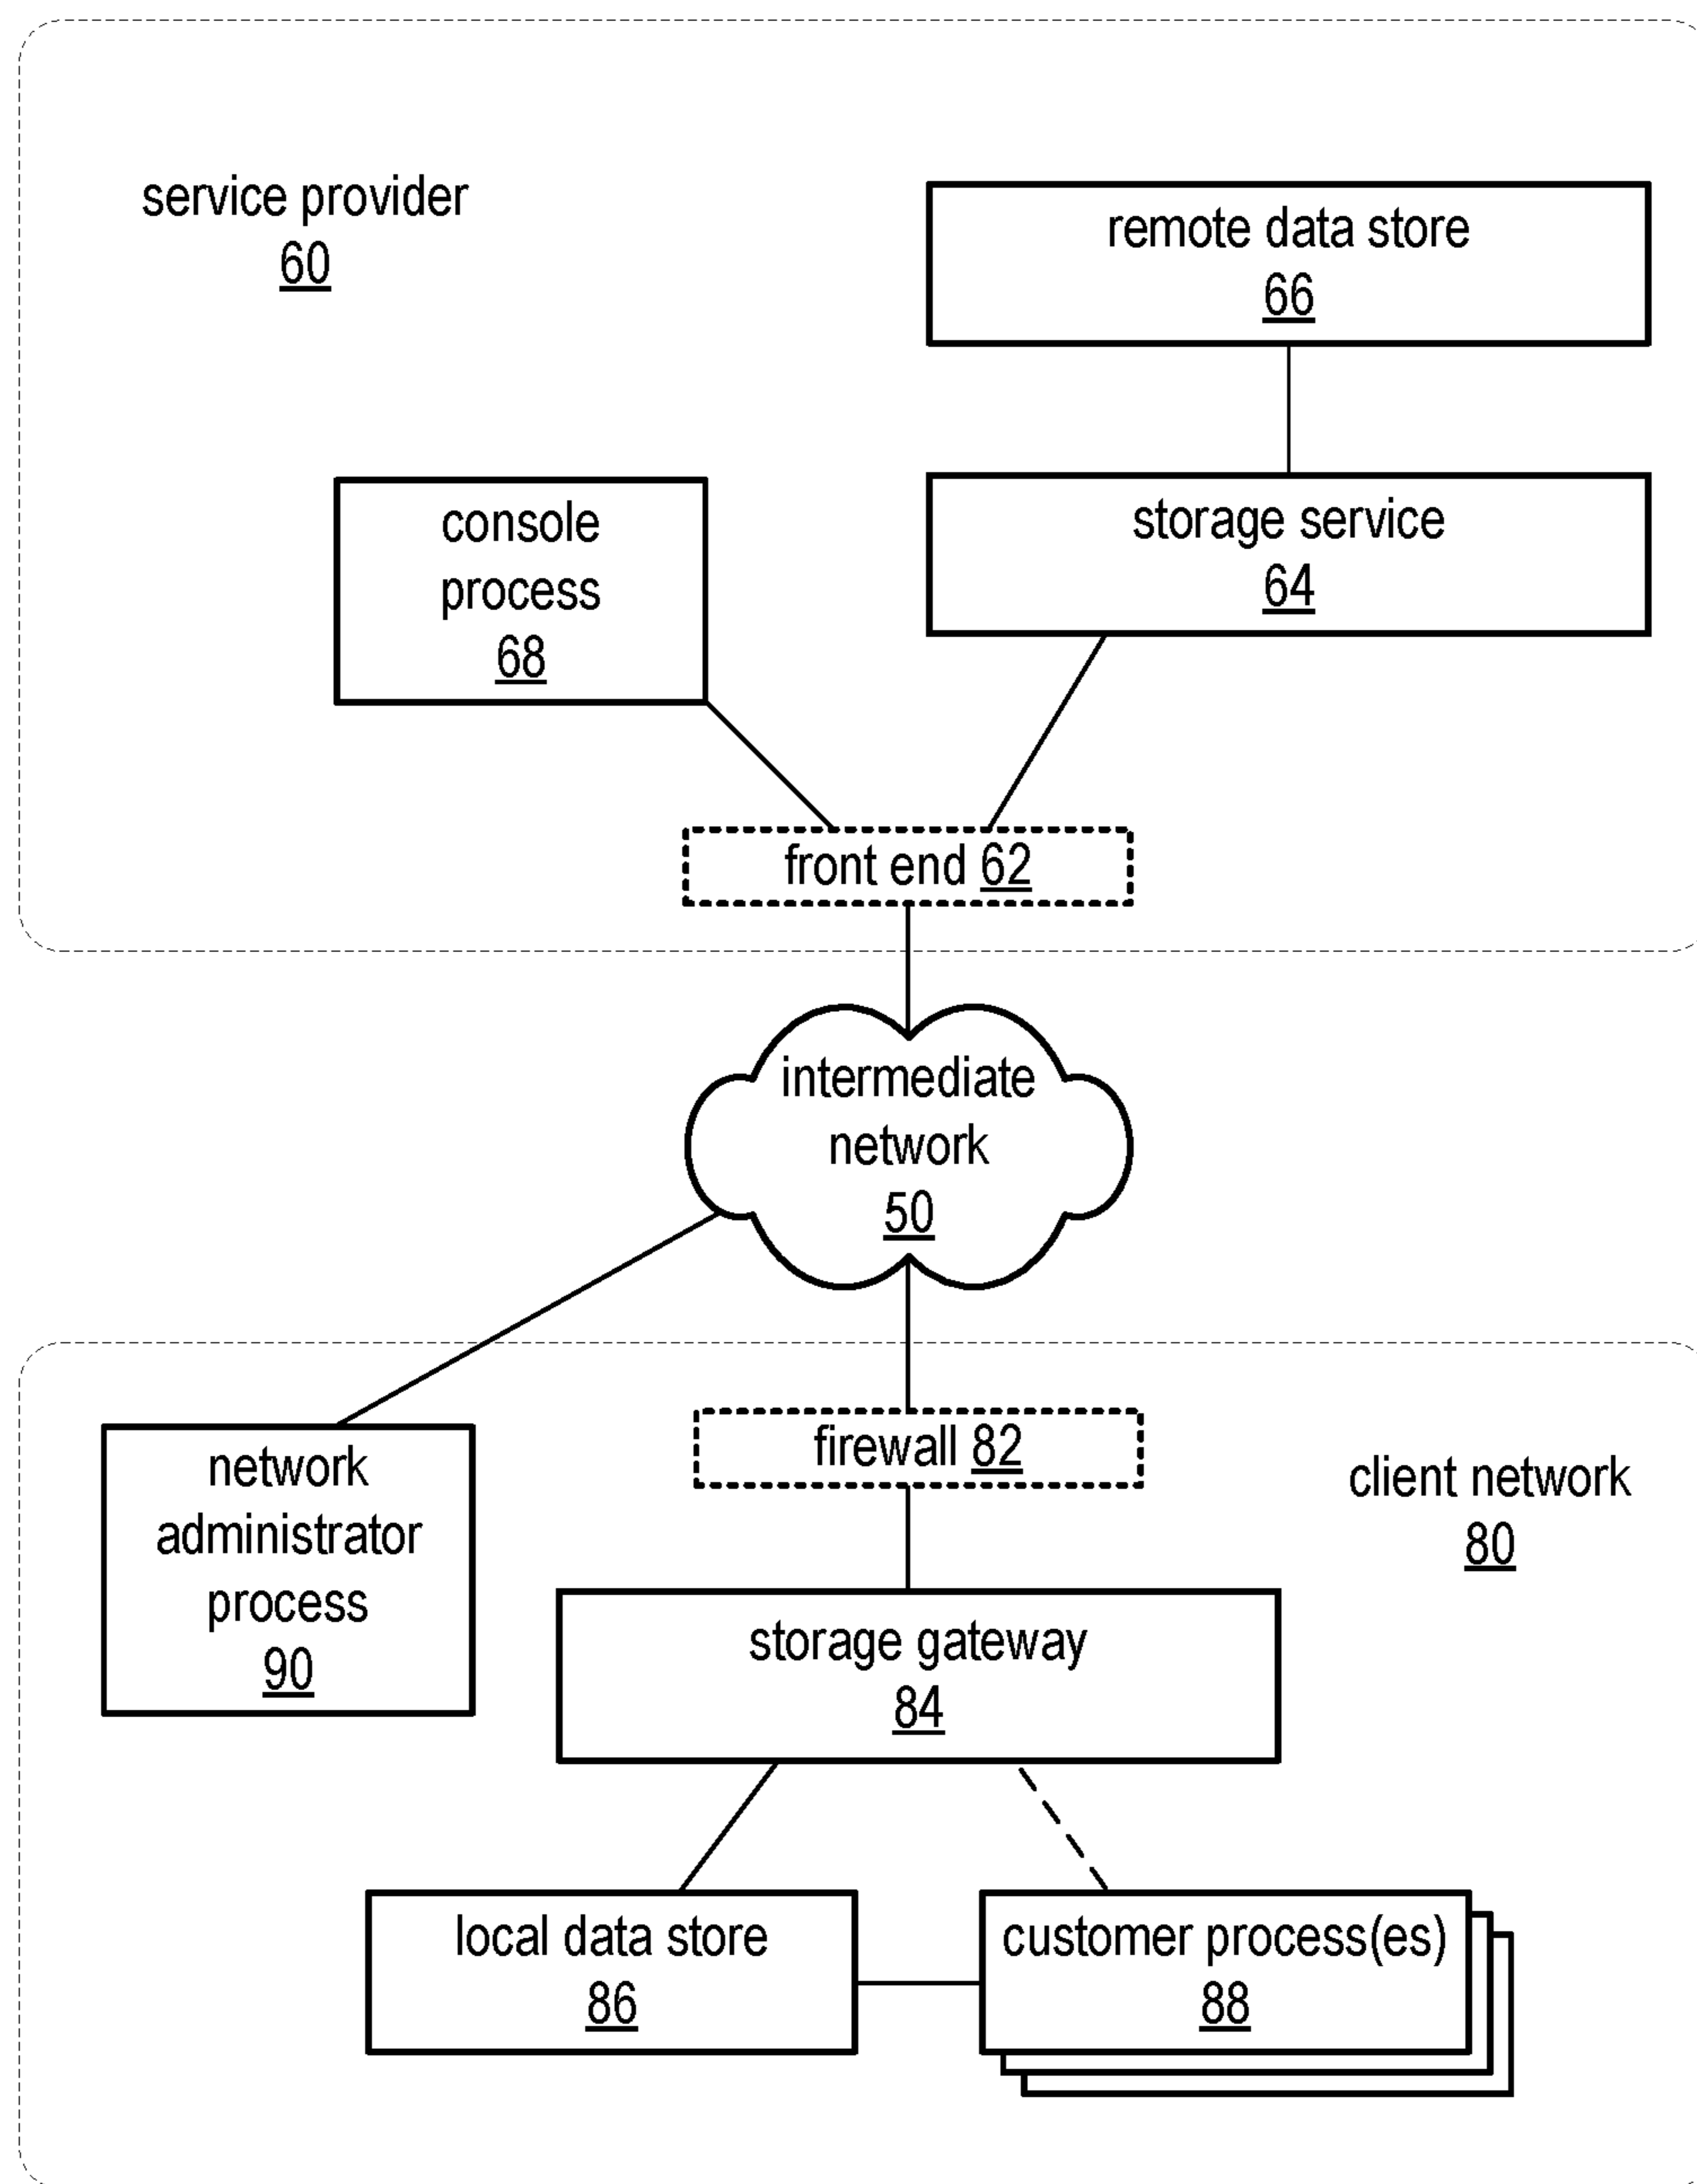 service provider
60
remote data store
66
console
process
68
storage service
64
front end 62
intermediate
network
50
network
administrator
process
90
firewall 82
client network
80
storage gateway
84
local data store
86
customer process(es)
88